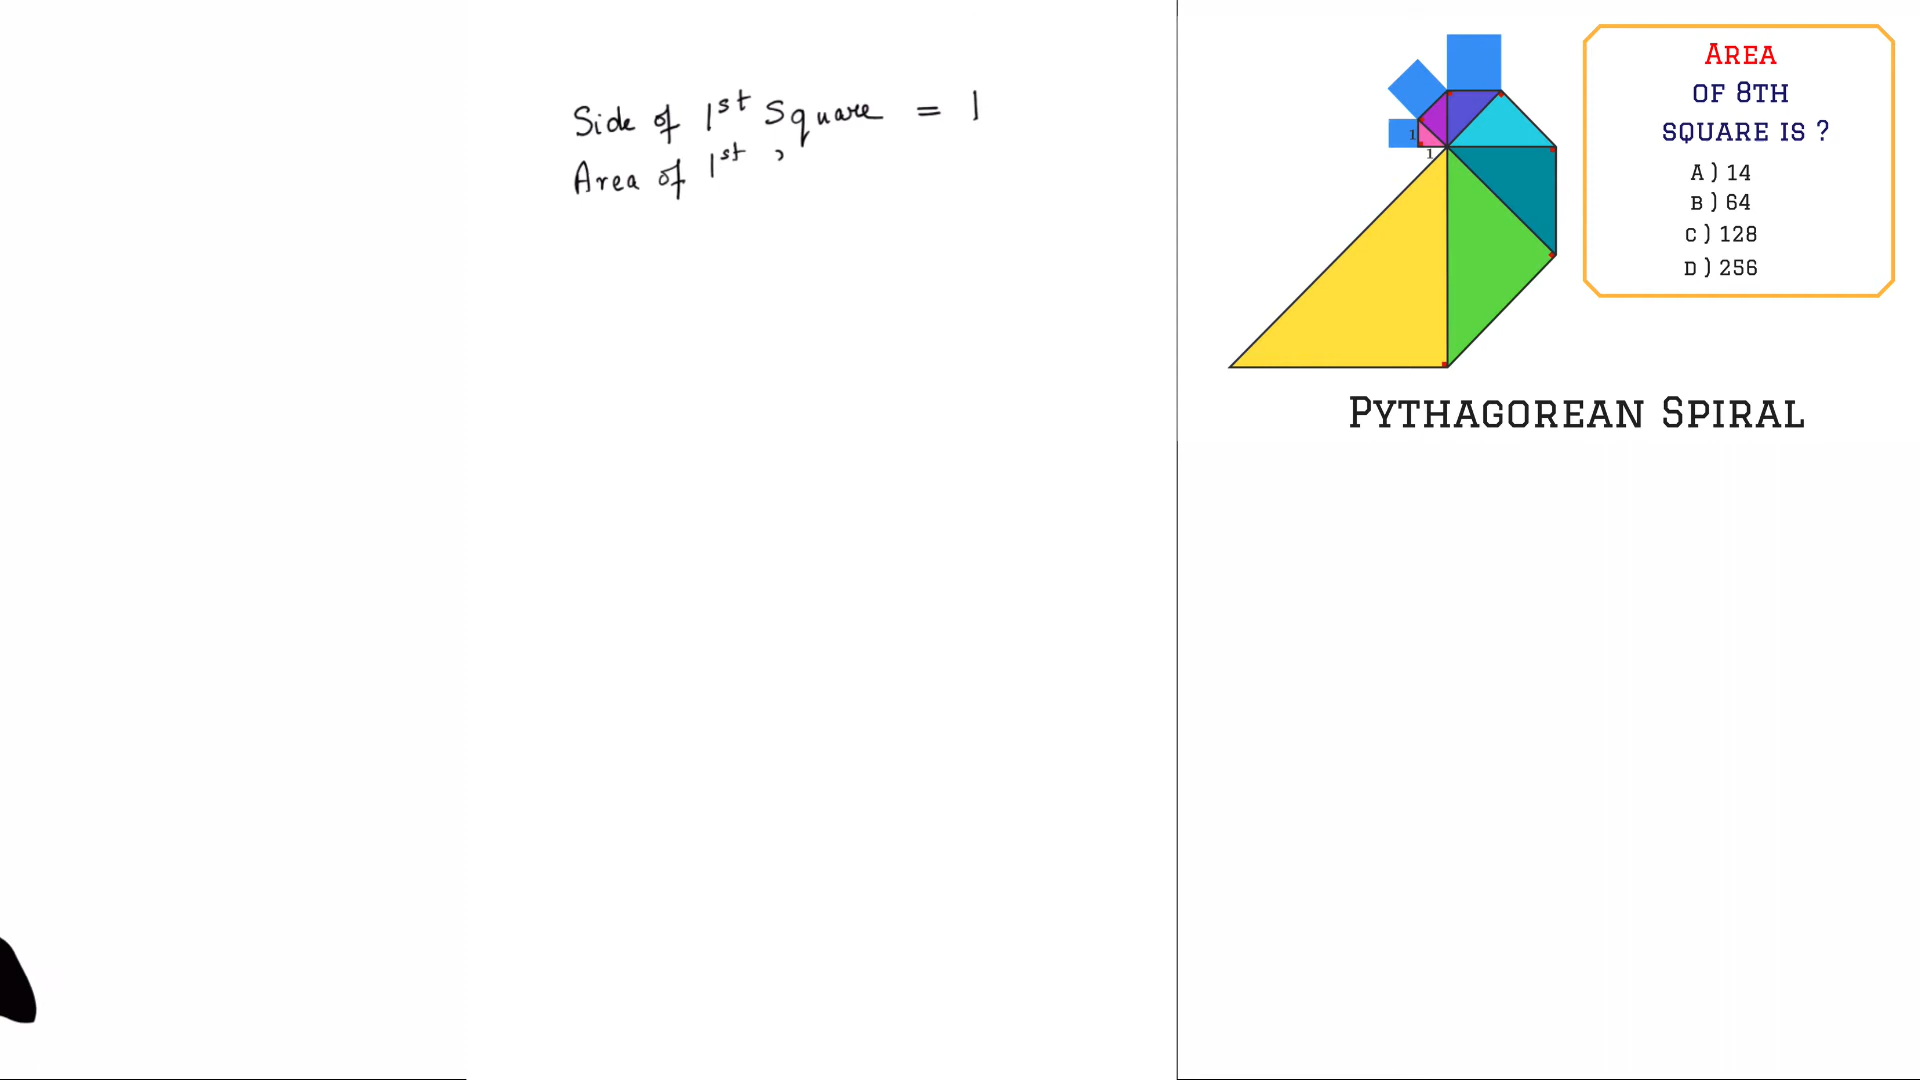 Side of 1st Square = 1
Area of 1st ,
1
1
AREA
OF 8TH
SQUARE IS ?
A ) 14
B ) 64
C ) 128
D ) 256
PYTHAGOREAN SPIRAL